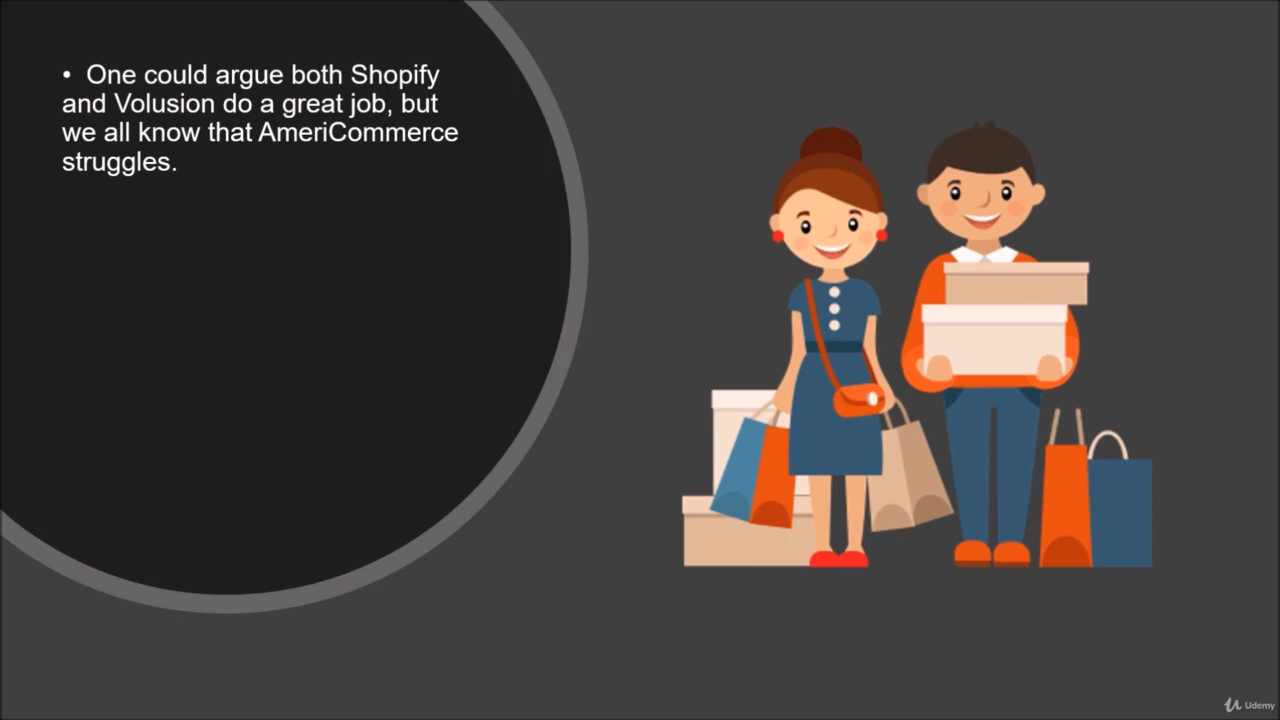 • One could argue both Shopify
and Volusion do a great job, but
we all know that AmeriCommerce
struggles.
Udemy